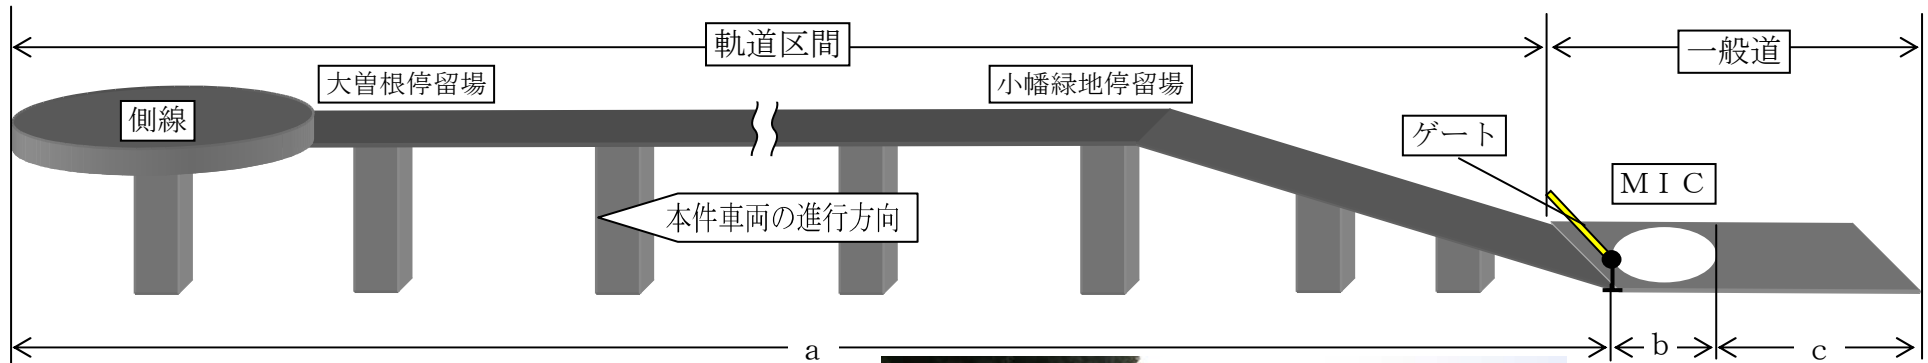 軌道区間
一般道
大曽根停留場
小幡緑地停留場
側線
ゲート
ＭＩＣ
本件車両の進行方向
a
b
c